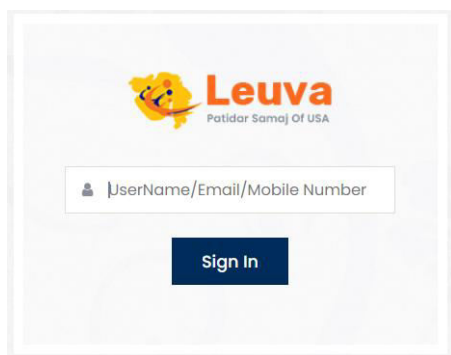 Leuva
Patidar Samaj Of USA
UserName/Email/Mobile Number
Sign In